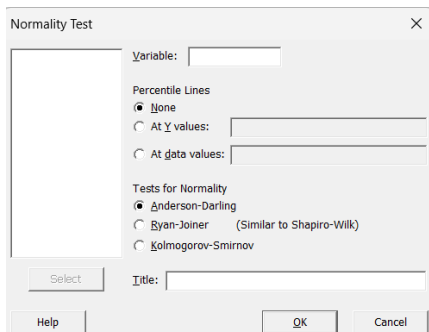 Normality Test
Variable:
Percentile Lines
None
At Y values:
At data values:
Tests for Normality
Anderson-Darling
Ryan-Joiner (Similar to Shapiro-Wilk)
Kolmogorov-Smirnov
Select
Title:
Help
OK
Cancel